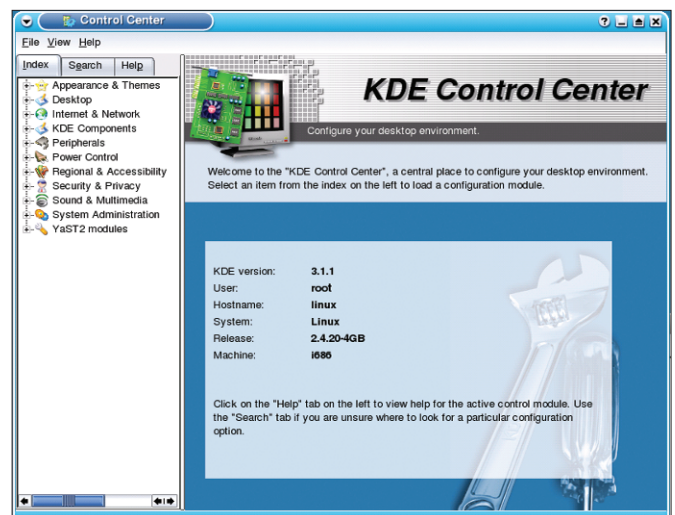 Control Center
File View Help
Index Search Help
Appearance & Themes
Desktop
Internet & Network
KDE Components
Peripherals
Power Control
Regional & Accessibility
Security & Privacy
Sound & Multimedia
System Administration
YaST2 modules
KDE Control Center
Configure your desktop environment.
Welcome to the "KDE Control Center", a central place to configure your desktop environment.
Select an item from the index on the left to load a configuration module.
KDE version: 3.1.1
User: root
Hostname: linux
System: Linux
Release: 2.4.20-4GB
Machine: i686
Click on the "Help" tab on the left to view help for the active control module. Use
the "Search" tab if you are unsure where to look for a particular configuration
option.